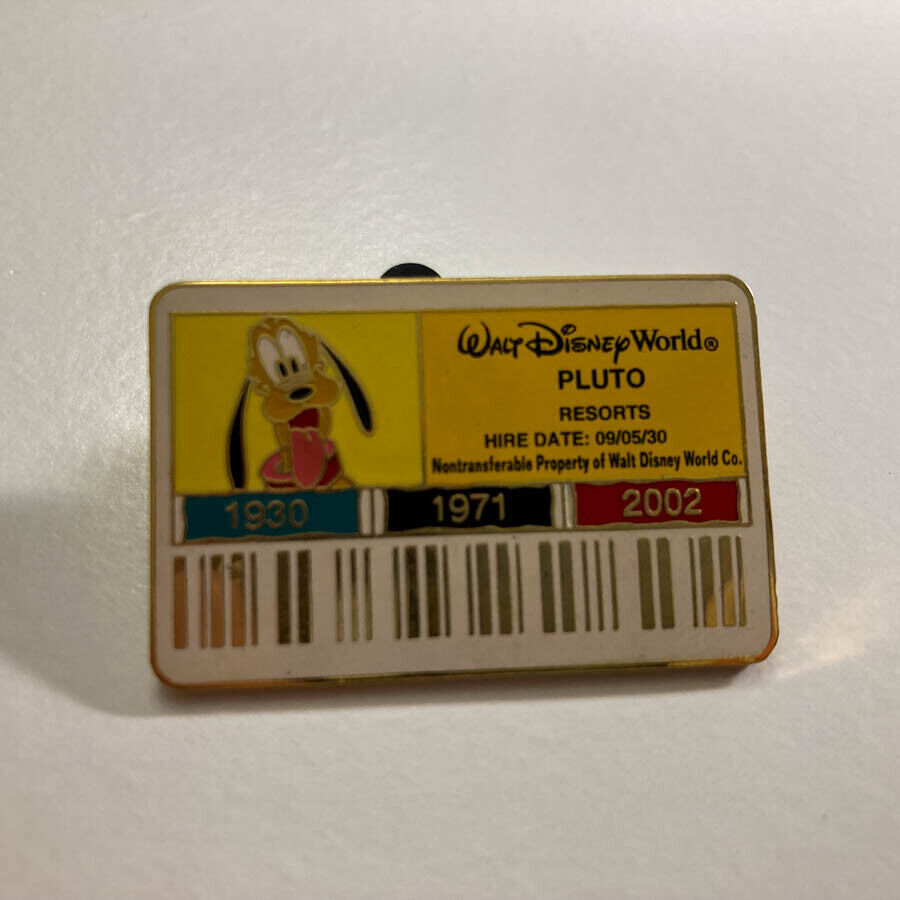 Walt Disney World®
PLUTO
RESORTS
HIRE DATE: 09/05/30
Nontransferable Property of Walt Disney World Co.
1930 1971 2002